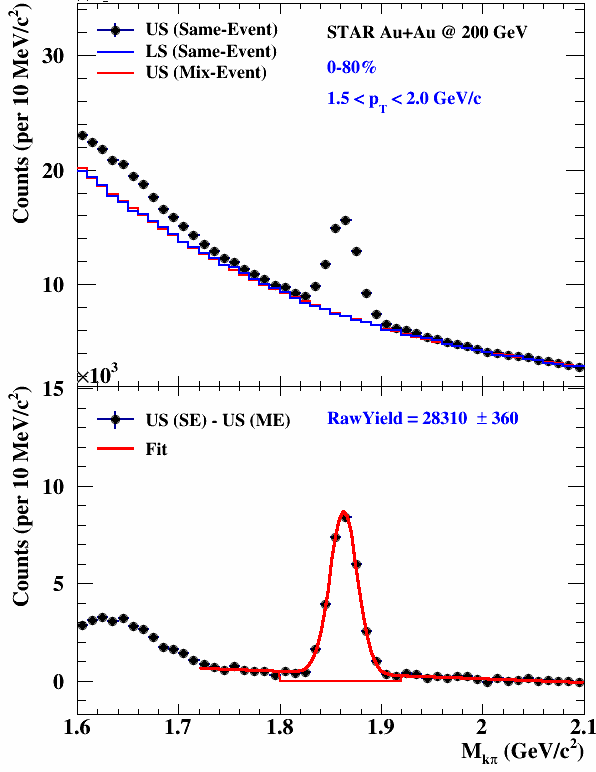 US (Same-Event)
LS (Same-Event)
US (Mix-Event)
STAR Au+Au @ 200 GeV
0-80%
1.5 < p_T < 2.0 GeV/c
Counts (per 10 MeV/c²)
30
20
10
×10³
US (SE) - US (ME)
Fit
RawYield = 28310 ± 360
Counts (per 10 MeV/c²)
15
10
5
0
1.6 1.7 1.8 1.9 2 2.1
M_kπ (GeV/c²)